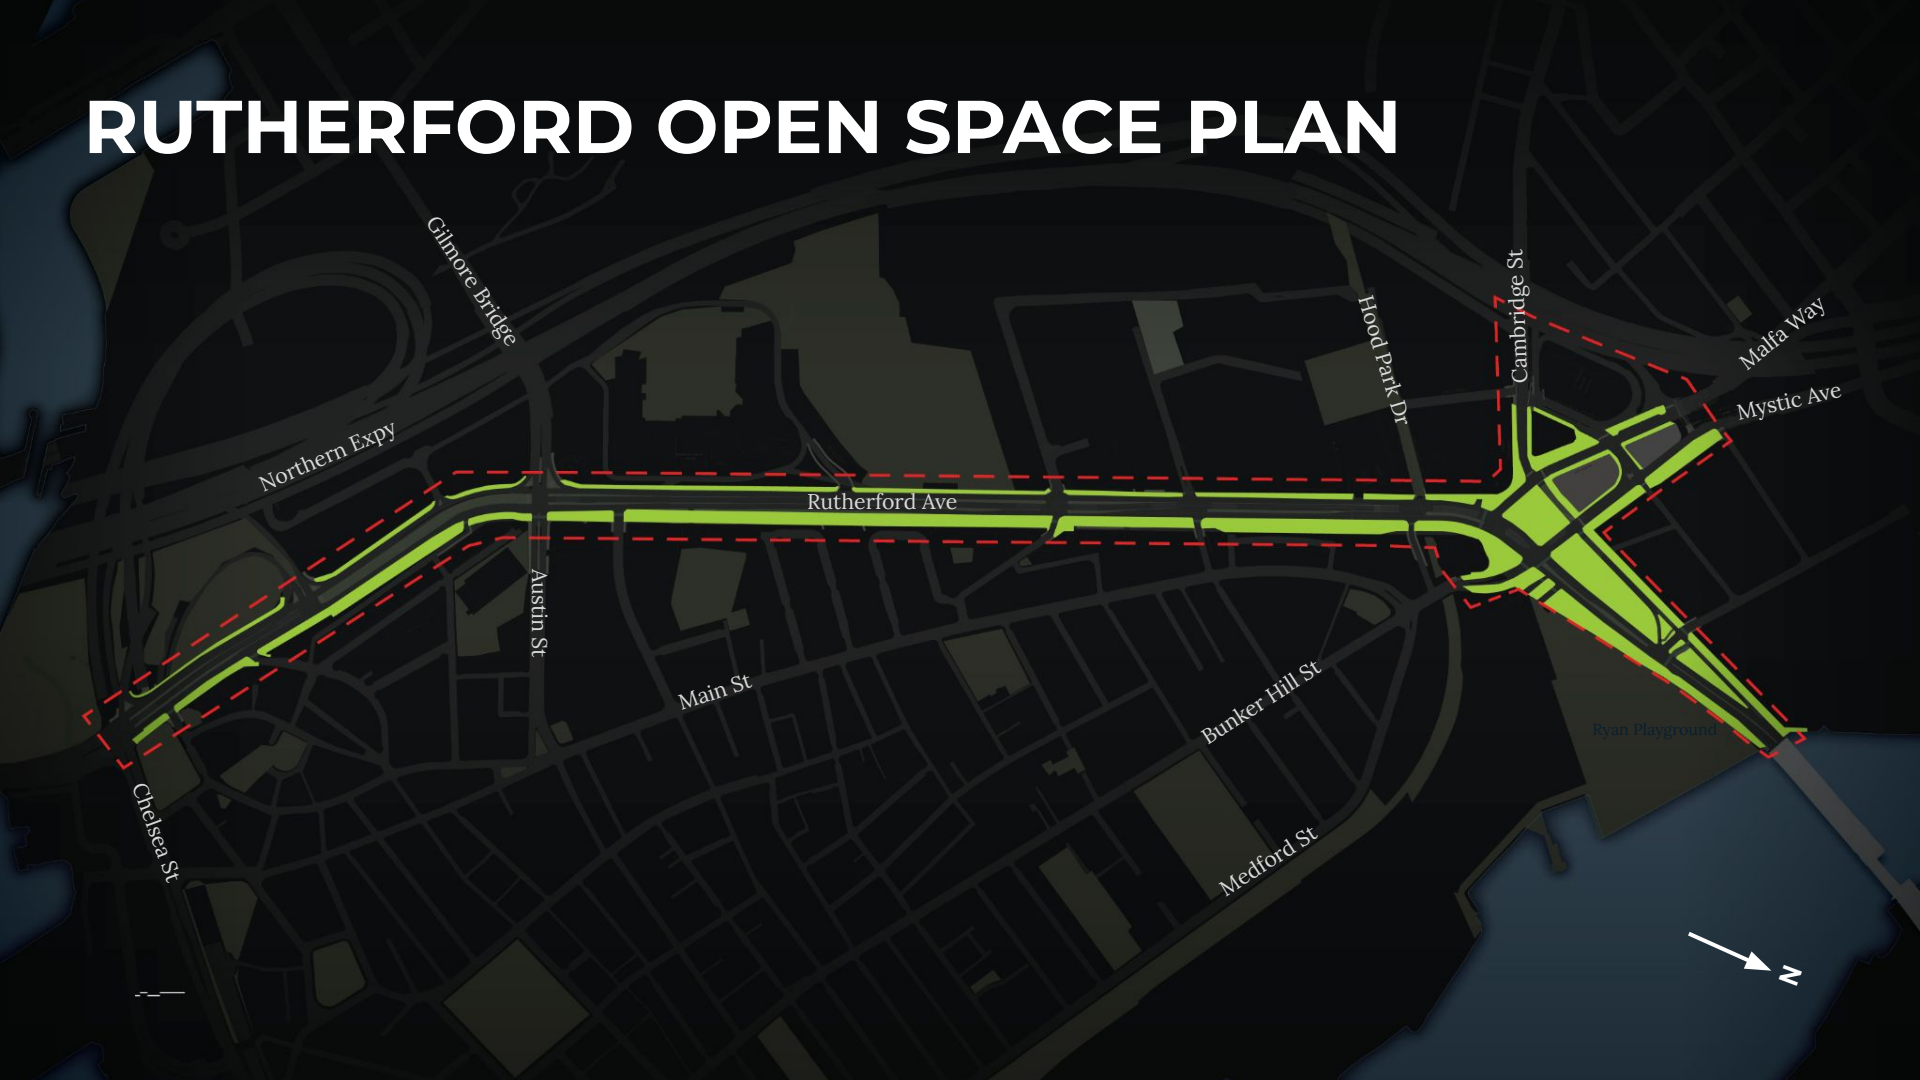 RUTHERFORD OPEN SPACE PLAN
Gilmore Bridge
Cambridge St
Hood Park Dr
Malfa Way
Mystic Ave
Northern Expy
Rutherford Ave
Austin St
Main St
Bunker Hill St
Ryan Playground
Chelsea St
Medford St
N